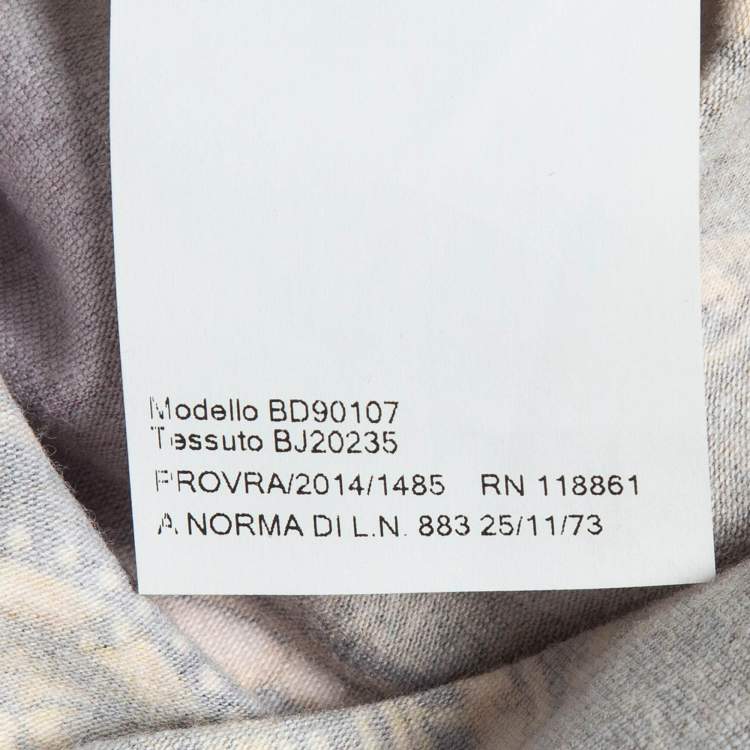 Modello BD90107
Tessuto BJ20235
PROVRA/2014/1485 RN 118861
A NORMA DI L.N. 883 25/11/73